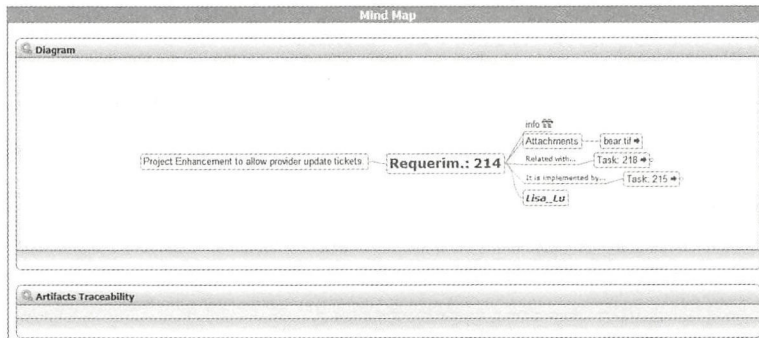 Mind Map
Diagram
info
Attachments
bear tif
Project Enhancement to allow provider update tickets
Requerim.: 214
Related with...
Task: 218
It is implemented by...
Task: 215
Lisa_Lu
Artifacts Traceability